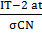 IT−2 at
σCN